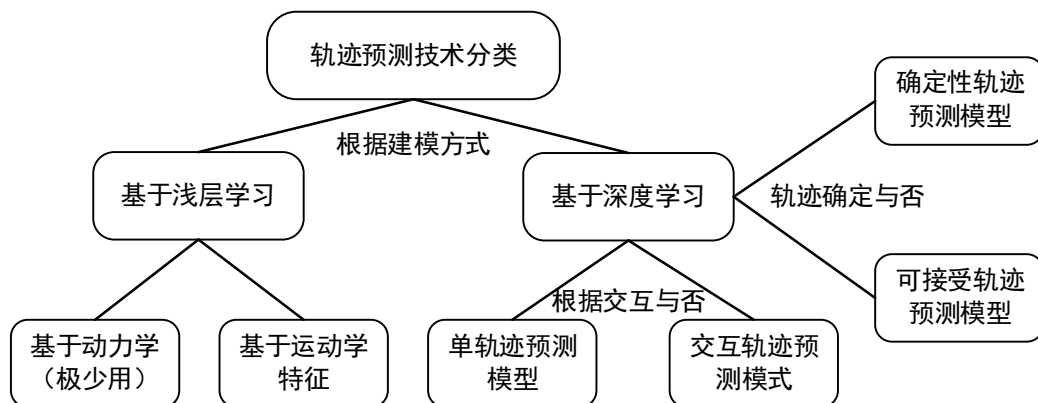 轨迹预测技术分类
根据建模方式
确定性轨迹
预测模型
基于浅层学习
基于深度学习
轨迹确定与否
可接受轨迹
预测模型
根据交互与否
基于动力学
（极少用）
基于运动学
特征
单轨迹预测
模型
交互轨迹预
测模式